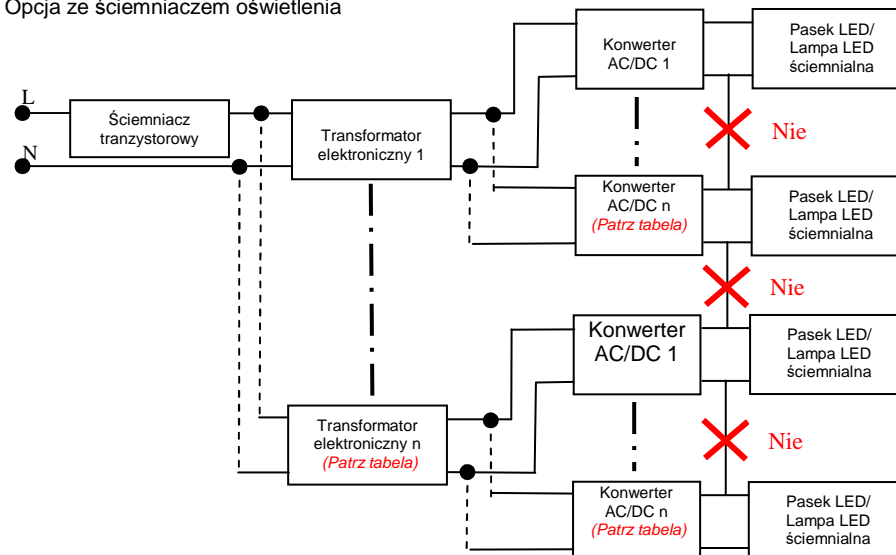 Opcja ze ściemniaczem oświetlenia
L
N
Ściemniacz
tranzystorowy
Transformator
elektroniczny 1
Konwerter
AC/DC 1
Pasek LED/
Lampa LED
ściemnialna
Nie
Konwerter
AC/DC n
(Patrz tabela)
Pasek LED/
Lampa LED
ściemnialna
Nie
Konwerter
AC/DC 1
Pasek LED/
Lampa LED
ściemnialna
Transformator
elektroniczny n
(Patrz tabela)
Nie
Konwerter
AC/DC n
(Patrz tabela)
Pasek LED/
Lampa LED
ściemnialna